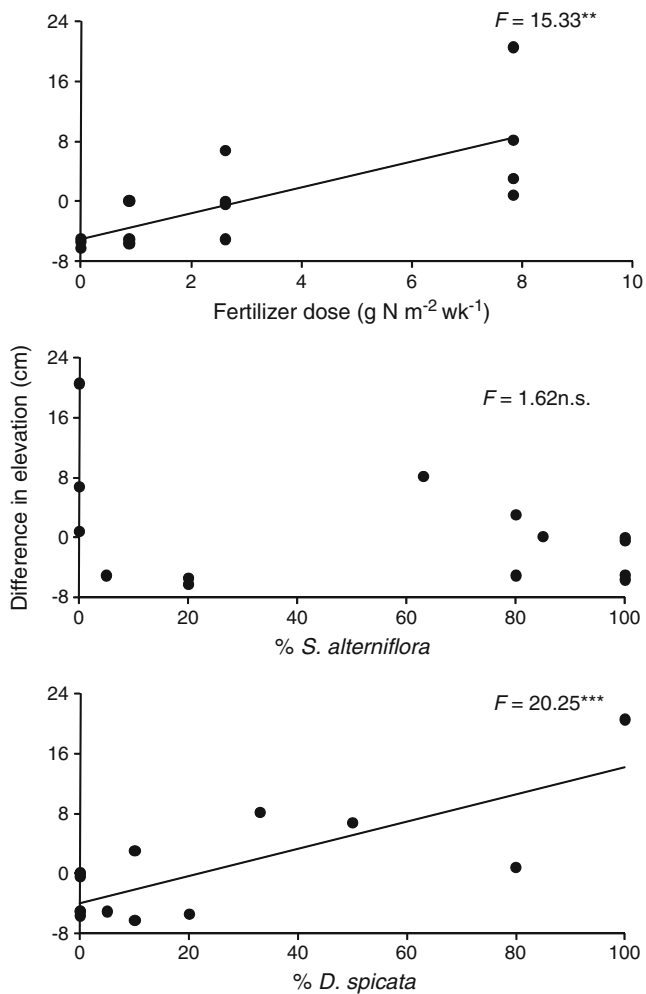 F = 15.33**
24
16
8
0
-8
0 2 4 6 8 10
Fertilizer dose (g N m⁻² wk⁻¹)
Difference in elevation (cm)
24
16
8
0
-8
F = 1.62n.s.
0 20 40 60 80 100
% S. alterniflora
24
16
8
0
-8
F = 20.25***
0 20 40 60 80 100
% D. spicata